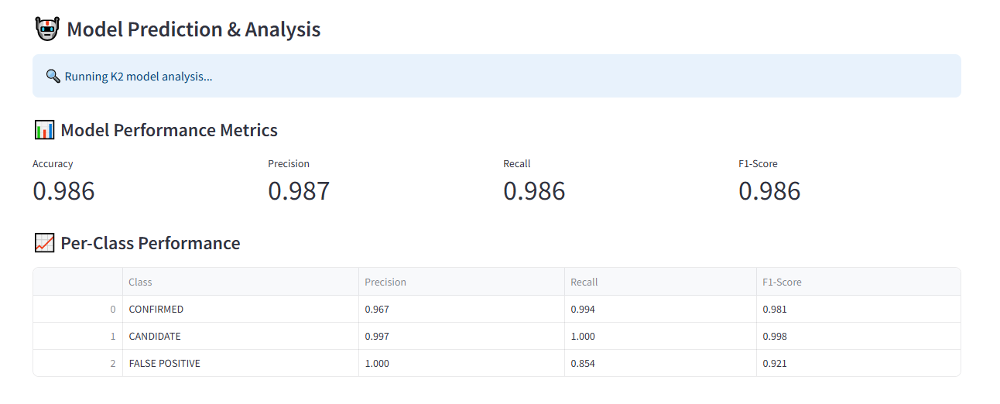 Model Prediction & Analysis
Running K2 model analysis...
Model Performance Metrics
Accuracy Precision Recall F1-Score
0.986 0.987 0.986 0.986
Per-Class Performance
Class Precision Recall F1-Score
0 CONFIRMED 0.967 0.994 0.981
1 CANDIDATE 0.997 1.000 0.998
2 FALSE POSITIVE 1.000 0.854 0.921